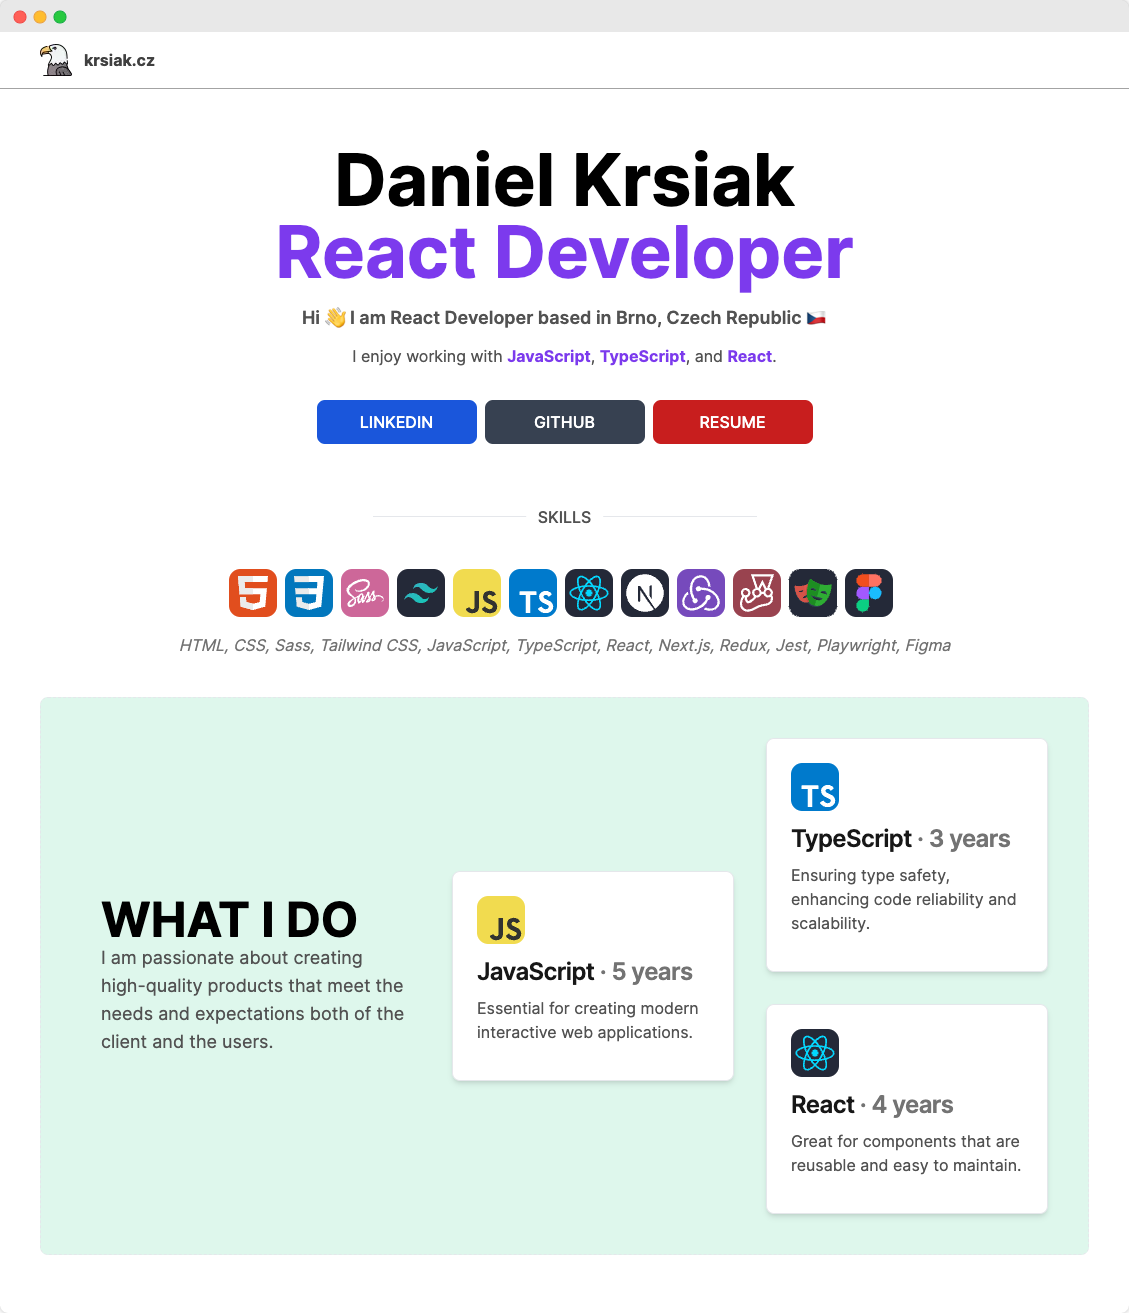 krsiak.cz
Daniel Krsiak
React Developer
Hi 👋 I am React Developer based in Brno, Czech Republic 🇨🇿
I enjoy working with JavaScript, TypeScript, and React.
LINKEDIN
GITHUB
RESUME
SKILLS
5
3
Sass
JS
TS
N
HTML, CSS, Sass, Tailwind CSS, JavaScript, TypeScript, React, Next.js, Redux, Jest, Playwright, Figma
WHAT I DO
I am passionate about creating
high-quality products that meet the
needs and expectations both of the
client and the users.
JS
JavaScript · 5 years
Essential for creating modern
interactive web applications.
TS
TypeScript · 3 years
Ensuring type safety,
enhancing code reliability and
scalability.
React · 4 years
Great for components that are
reusable and easy to maintain.